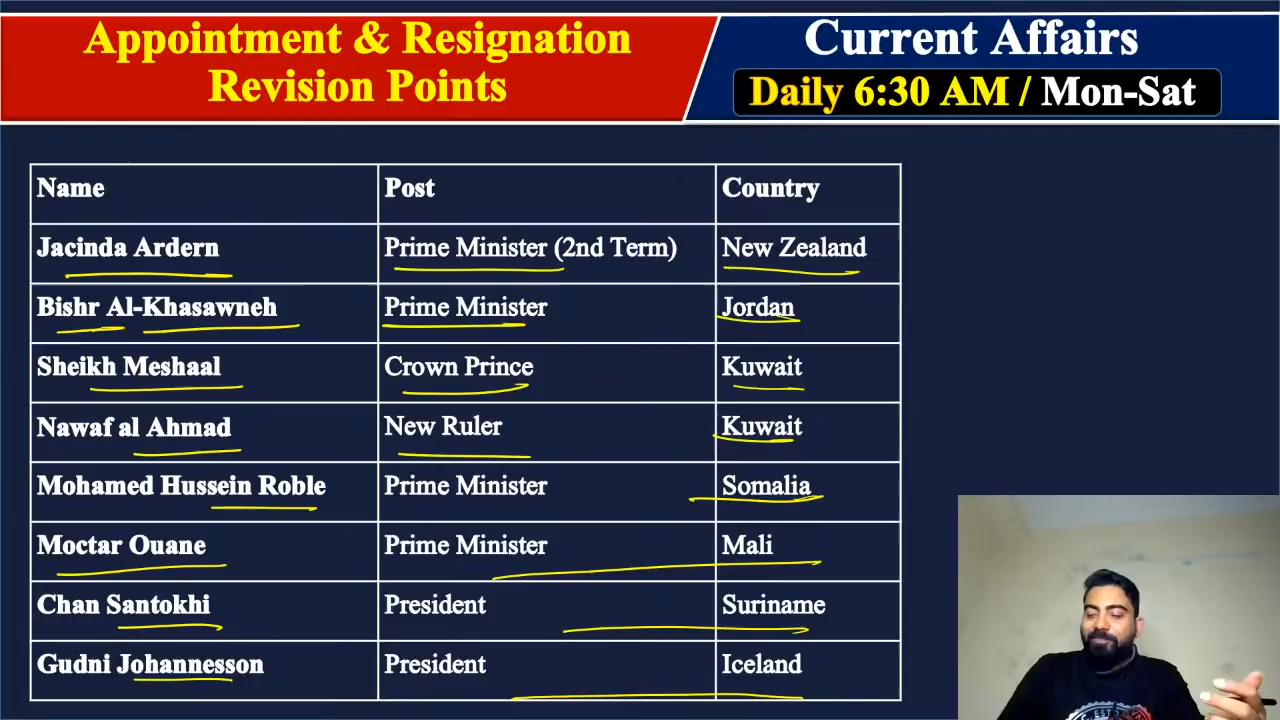 Appointment & Resignation
Revision Points
Current Affairs
Daily 6:30 AM / Mon-Sat
Name Post Country
Jacinda Ardern Prime Minister (2nd Term) New Zealand
Bishr Al-Khasawneh Prime Minister Jordan
Sheikh Meshaal Crown Prince Kuwait
Nawaf al Ahmad New Ruler Kuwait
Mohamed Hussein Roble Prime Minister Somalia
Moctar Ouane Prime Minister Mali
Chan Santokhi President Suriname
Gudni Johannesson President Iceland